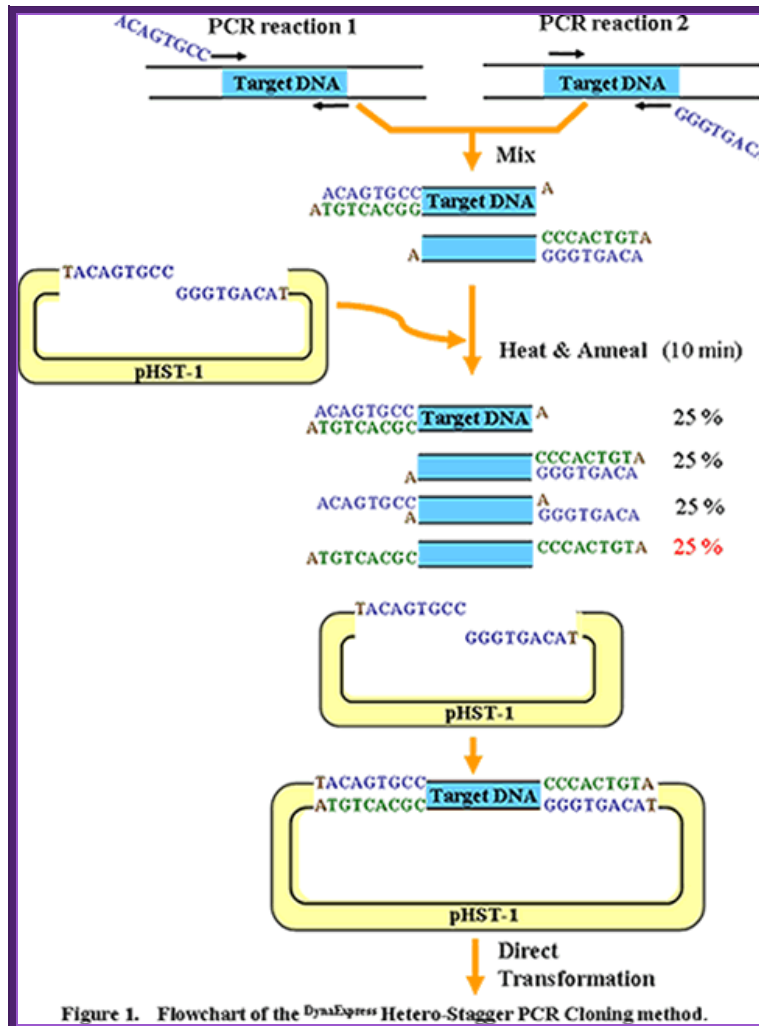 PCR reaction 1
PCR reaction 2
ACAGTGCC
Target DNA
Target DNA
GGGTGACA
Mix
ACAGTGCC
ATGTCACGG
Target DNA
A
A
CCCACTGTA
GGGTGACA
TACAGTGCC
GGGTGACAT
pHST-1
Heat & Anneal (10 min)
ACAGTGCC
ATGTCACGC
Target DNA
A
25 %
A
CCCACTGTA
GGGTGACA
25 %
ACAGTGCC
A
A
GGGTGACA
25 %
ATGTCACGC
CCCACTGTA
25 %
TACAGTGCC
GGGTGACAT
pHST-1
TACAGTGCC
ATGTCACGC
Target DNA
CCCACTGTA
GGGTGACAT
pHST-1
Direct
Transformation
Figure 1. Flowchart of the DynaExpress Hetero-Stagger PCR Cloning method.